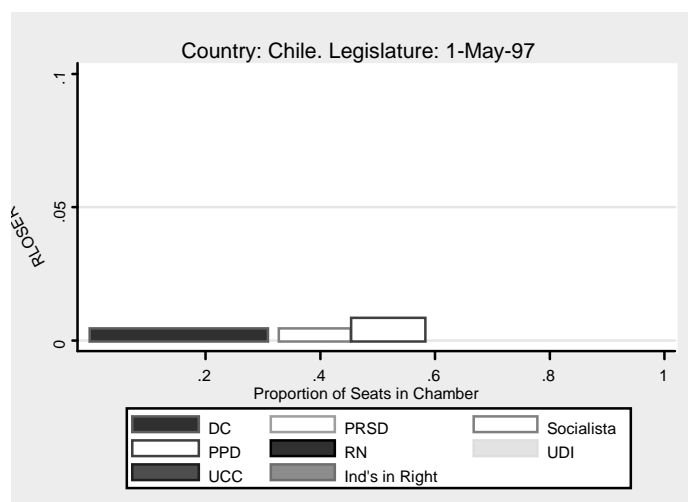 Country: Chile. Legislature: 1-May-97
.1
.05
0
RLOSER
.2 .4 .6 .8 1
Proportion of Seats in Chamber
DC PRSD Socialista
PPD RN UDI
UCC Ind's in Right